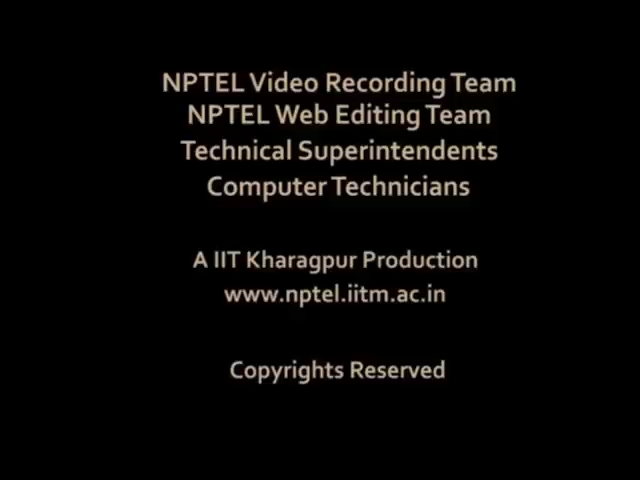 NPTEL Video Recording Team
NPTEL Web Editing Team
Technical Superintendents
Computer Technicians
A IIT Kharagpur Production
www.nptel.iitm.ac.in
Copyrights Reserved